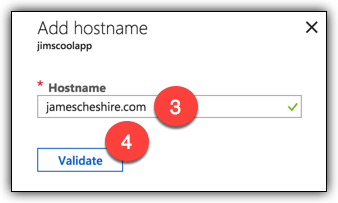 Add hostname
jimscoolapp
* Hostname
jamescheshire.com 3
4
Validate